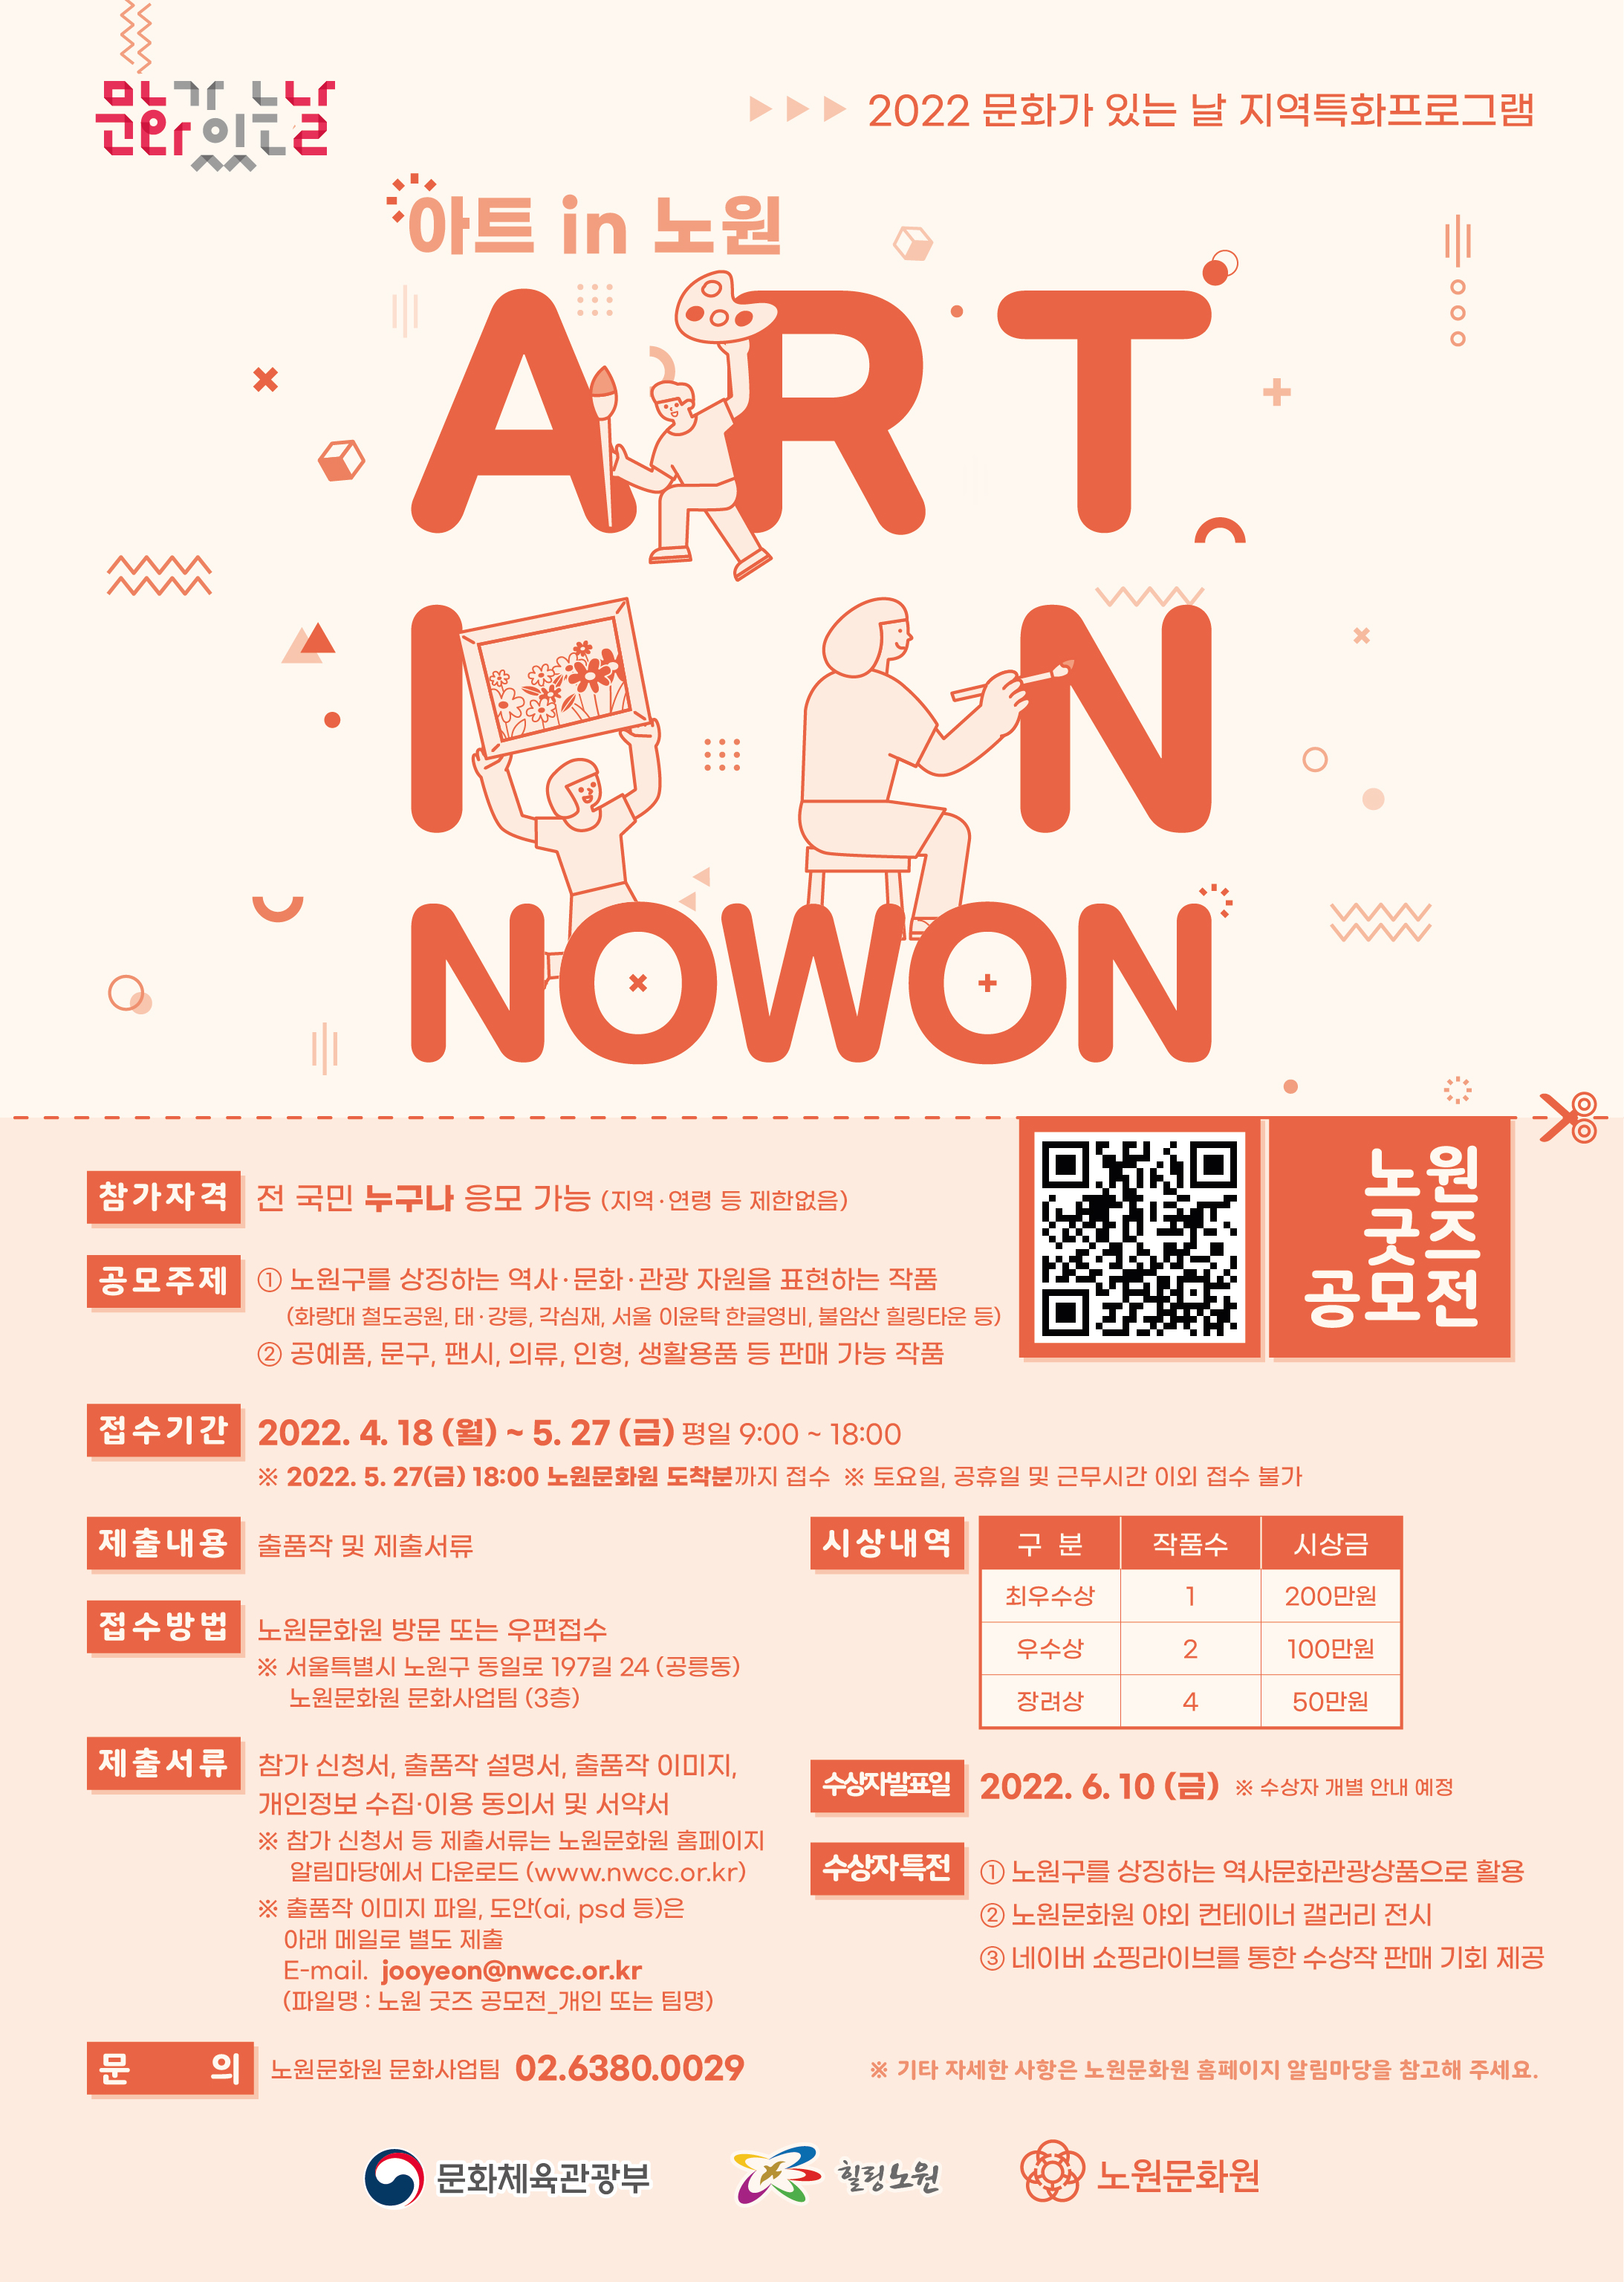 문화가 있는 날
2022 문화가 있는 날 지역특화프로그램
아트 in 노원
ART
IN
NOWON
노원
굿즈
공모전
참가자격
전 국민 누구나 응모 가능 (지역·연령 등 제한없음)
공모주제
① 노원구를 상징하는 역사·문화·관광 자원을 표현하는 작품
(화랑대 철도공원, 태·강릉, 각심재, 서울 이윤탁 한글영비, 불암산 힐링타운 등)
② 공예품, 문구, 팬시, 의류, 인형, 생활용품 등 판매 가능 작품
접수기간
2022. 4. 18 (월) ~ 5. 27 (금) 평일 9:00 ~ 18:00
※ 2022. 5. 27(금) 18:00 노원문화원 도착분까지 접수 ※ 토요일, 공휴일 및 근무시간 이외 접수 불가
제출내용
출품작 및 제출서류
접수방법
노원문화원 방문 또는 우편접수
※ 서울특별시 노원구 동일로 197길 24 (공릉동)
노원문화원 문화사업팀 (3층)
제출서류
참가 신청서, 출품작 설명서, 출품작 이미지,
개인정보 수집·이용 동의서 및 서약서
※ 참가 신청서 등 제출서류는 노원문화원 홈페이지
알림마당에서 다운로드 (www.nwcc.or.kr)
※ 출품작 이미지 파일, 도안(ai, psd 등)은
아래 메일로 별도 제출
E-mail. jooyeon@nwcc.or.kr
(파일명 : 노원 굿즈 공모전_개인 또는 팀명)
시상내역
구 분 작품수 시상금
최우수상 1 200만원
우수상 2 100만원
장려상 4 50만원
수상자발표일
2022. 6. 10 (금) ※ 수상자 개별 안내 예정
수상자특전
① 노원구를 상징하는 역사문화관광상품으로 활용
② 노원문화원 야외 컨테이너 갤러리 전시
③ 네이버 쇼핑라이브를 통한 수상작 판매 기회 제공
문 의
노원문화원 문화사업팀 02.6380.0029
※ 기타 자세한 사항은 노원문화원 홈페이지 알림마당을 참고해 주세요.
문화체육관광부
힐링노원
노원문화원